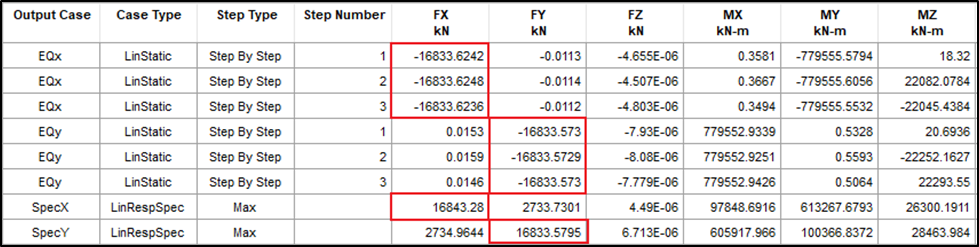 Output Case Case Type Step Type Step Number FX FY FZ MX MY MZ
kN kN kN kN-m kN-m kN-m
EQx LinStatic Step By Step 1 -16833.6242 -0.0113 -4.655E-06 0.3581 -779555.5794 18.32
EQx LinStatic Step By Step 2 -16833.6248 -0.0114 -4.507E-06 0.3667 -779555.6056 22082.0784
EQx LinStatic Step By Step 3 -16833.6236 -0.0112 -4.803E-06 0.3494 -779555.5532 -22045.4384
EQy LinStatic Step By Step 1 0.0153 -16833.573 -7.93E-06 779552.9339 0.5328 20.6936
EQy LinStatic Step By Step 2 0.0159 -16833.5729 -8.08E-06 779552.9251 0.5593 -22252.1627
EQy LinStatic Step By Step 3 0.0146 -16833.573 -7.779E-06 779552.9426 0.5064 22293.55
SpecX LinRespSpec Max 16843.28 2733.7301 4.49E-06 97848.6916 613267.6793 26300.1911
SpecY LinRespSpec Max 2734.9644 16833.5795 6.713E-06 605917.966 100366.8372 28463.984